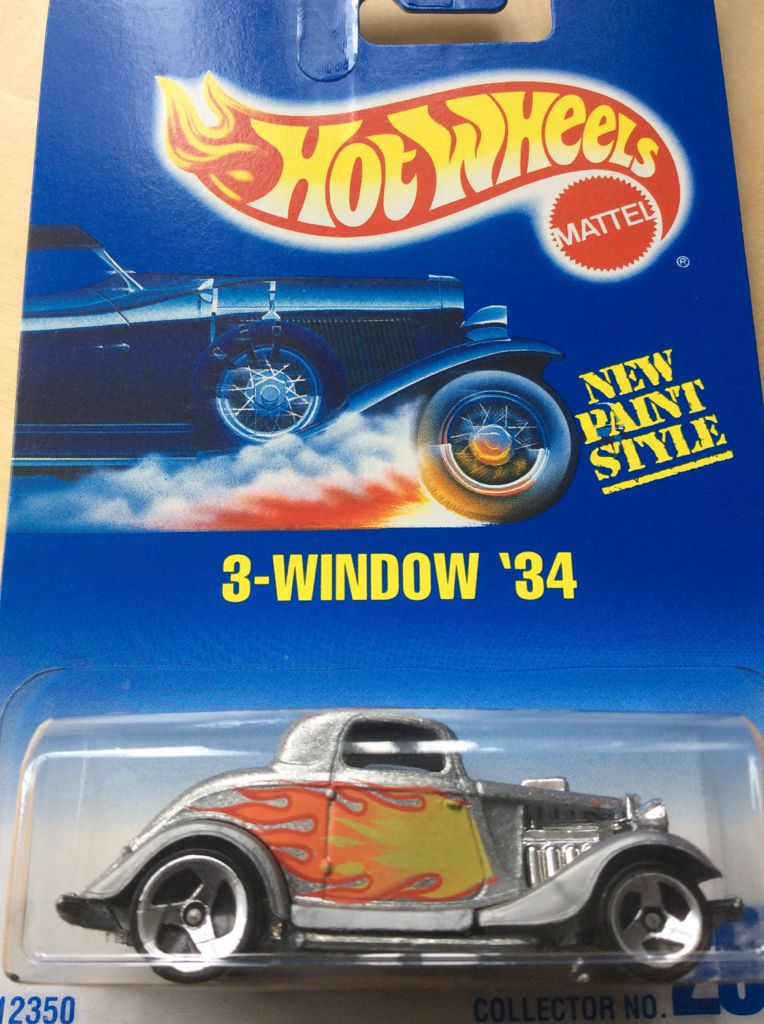 HOT WHEELS
MATTEL
®
NEW
PAINT
STYLE
3-WINDOW '34
12350
COLLECTOR NO.